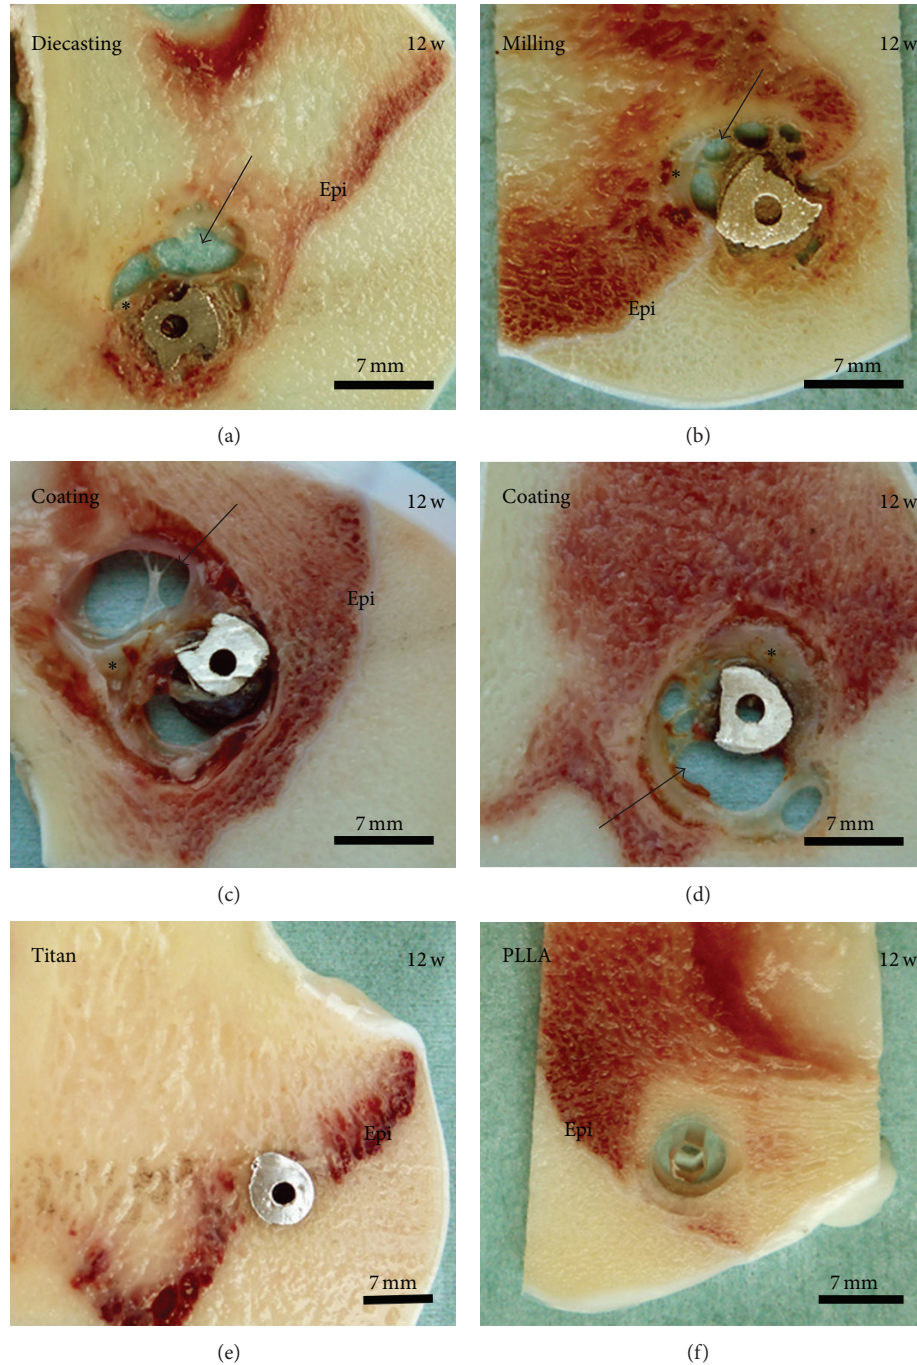 Diecasting 12 w
Epi
*
7 mm
(a)
Milling 12 w
*
Epi
7 mm
(b)
Coating 12 w
Epi
*
7 mm
(c)
Coating 12 w
*
7 mm
(d)
Titan 12 w
Epi
7 mm
(e)
PLLA 12 w
Epi
7 mm
(f)